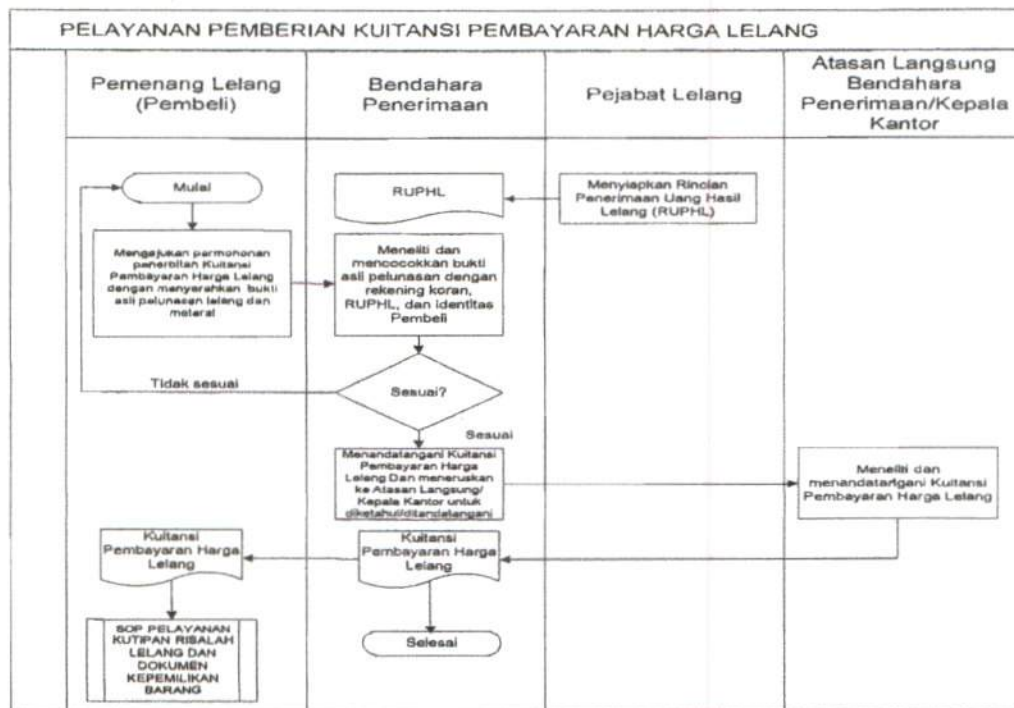 PELAYANAN PEMBERIAN KUITANSI PEMBAYARAN HARGA LELANG
Pemenang Lelang
(Pembeli)
Bendahara
Penerimaan
Pejabat Lelang
Atasan Langsung
Bendahara
Penerimaan/Kepala
Kantor
Mulai
RUPHL
Menyiapkan Rincian
Penerimaan Uang Hasil
Lelang (RUPHL)
Mengajukan permohonan
penerbitan Kuitansi
Pembayaran Harga Lelang
dengan menyerahkan bukti
asli pelunasan lelang dan
materai
Meneliti dan
mencocokkan bukti
asli pelunasan dengan
rekening koran,
RUPHL, dan identitas
Pembeli
Tidak sesuai
Sesuai?
Sesuai
Menandatangani Kuitansi
Pembayaran Harga
Lelang Dan meneruskan
ke Atasan Langsung/
Kepala Kantor untuk
diketahui/ditandatangani
Meneliti dan
menandatangani Kuitansi
Pembayaran Harga Lelang
Kuitansi
Pembayaran Harga
Lelang
Kuitansi
Pembayaran Harga
Lelang
SOP PELAYANAN
KUTIPAN RISALAH
LELANG DAN
DOKUMEN
KEPEMILIKAN
BARANG
Selesai